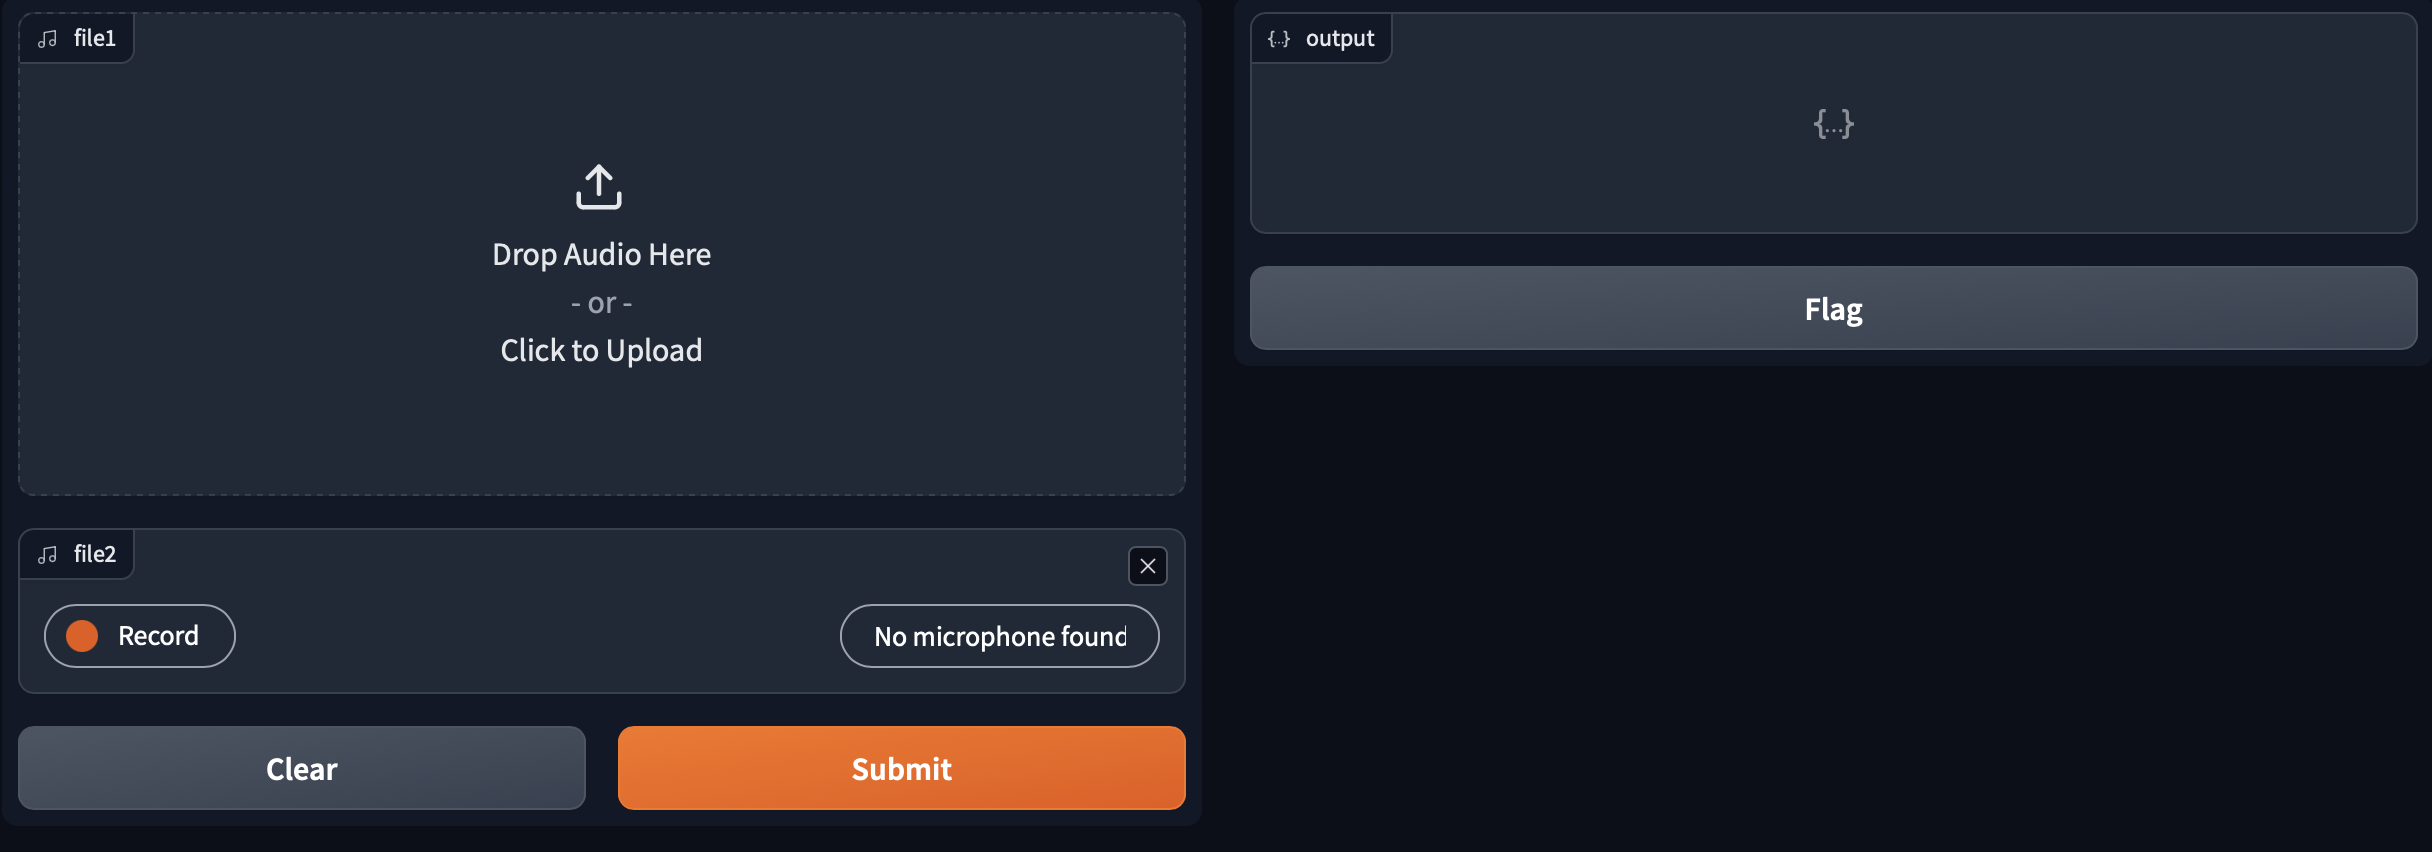 file1
Drop Audio Here
- or -
Click to Upload
file2
Record
No microphone found
Clear
Submit
{...} output
{...}
Flag